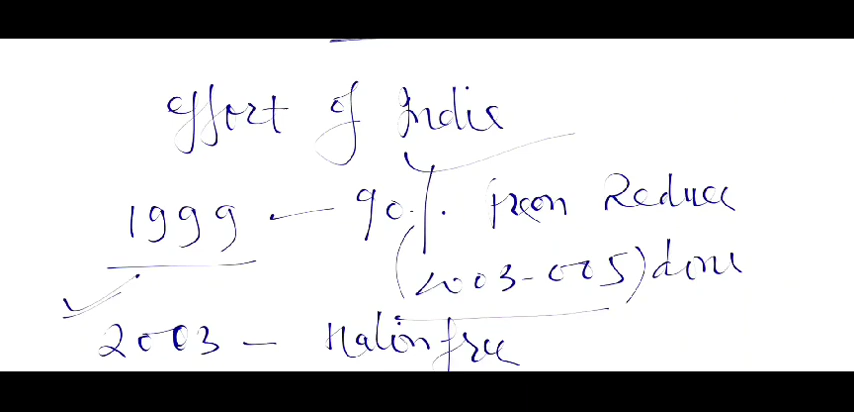 effort of India
1999 - 90%. freon Reduce
(2003-005) done
2003 - Halon free